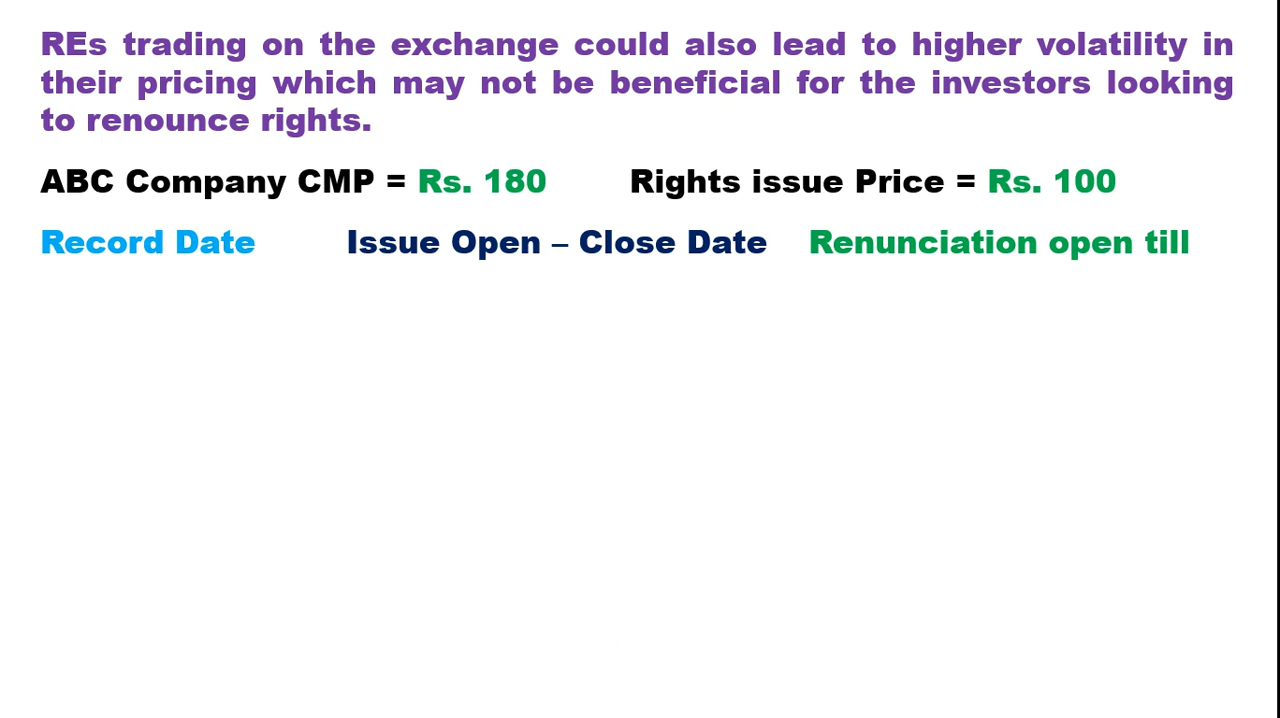 REs trading on the exchange could also lead to higher volatility in
their pricing which may not be beneficial for the investors looking
to renounce rights.
ABC Company CMP = Rs. 180 Rights issue Price = Rs. 100
Record Date Issue Open – Close Date Renunciation open till